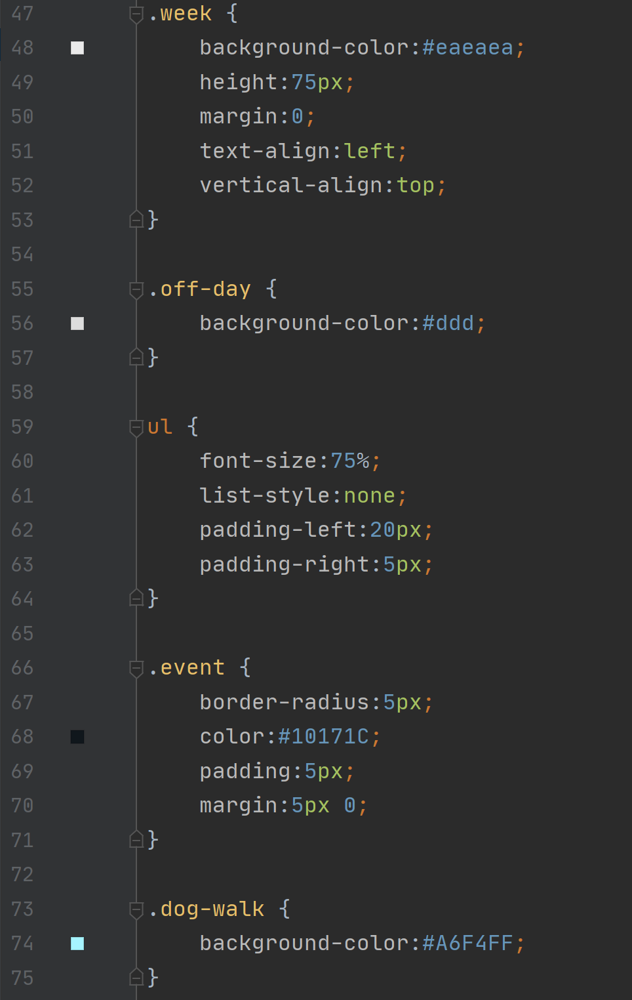 47 .week {
48     background-color:#eaeaea;
49     height:75px;
50     margin:0;
51     text-align:left;
52     vertical-align:top;
53 }
54
55 .off-day {
56     background-color:#ddd;
57 }
58
59 ul {
60     font-size:75%;
61     list-style:none;
62     padding-left:20px;
63     padding-right:5px;
64 }
65
66 .event {
67     border-radius:5px;
68     color:#10171C;
69     padding:5px;
70     margin:5px 0;
71 }
72
73 .dog-walk {
74     background-color:#A6F4FF;
75 }